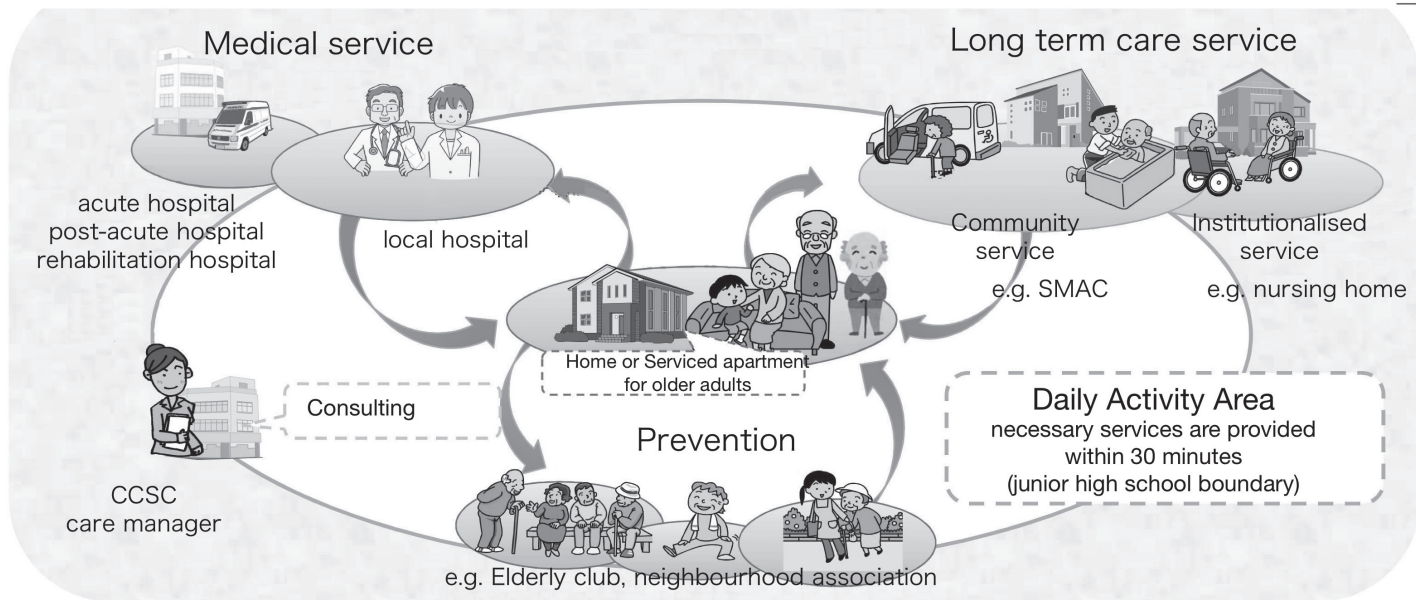 Medical service
Long term care service
acute hospital
post-acute hospital
rehabilitation hospital
local hospital
Community
service
e.g. SMAC
Institutionalised
service
e.g. nursing home
Home or Serviced apartment
for older adults
Consulting
CCSC
care manager
Prevention
Daily Activity Area
necessary services are provided
within 30 minutes
(junior high school boundary)
e.g. Elderly club, neighbourhood association